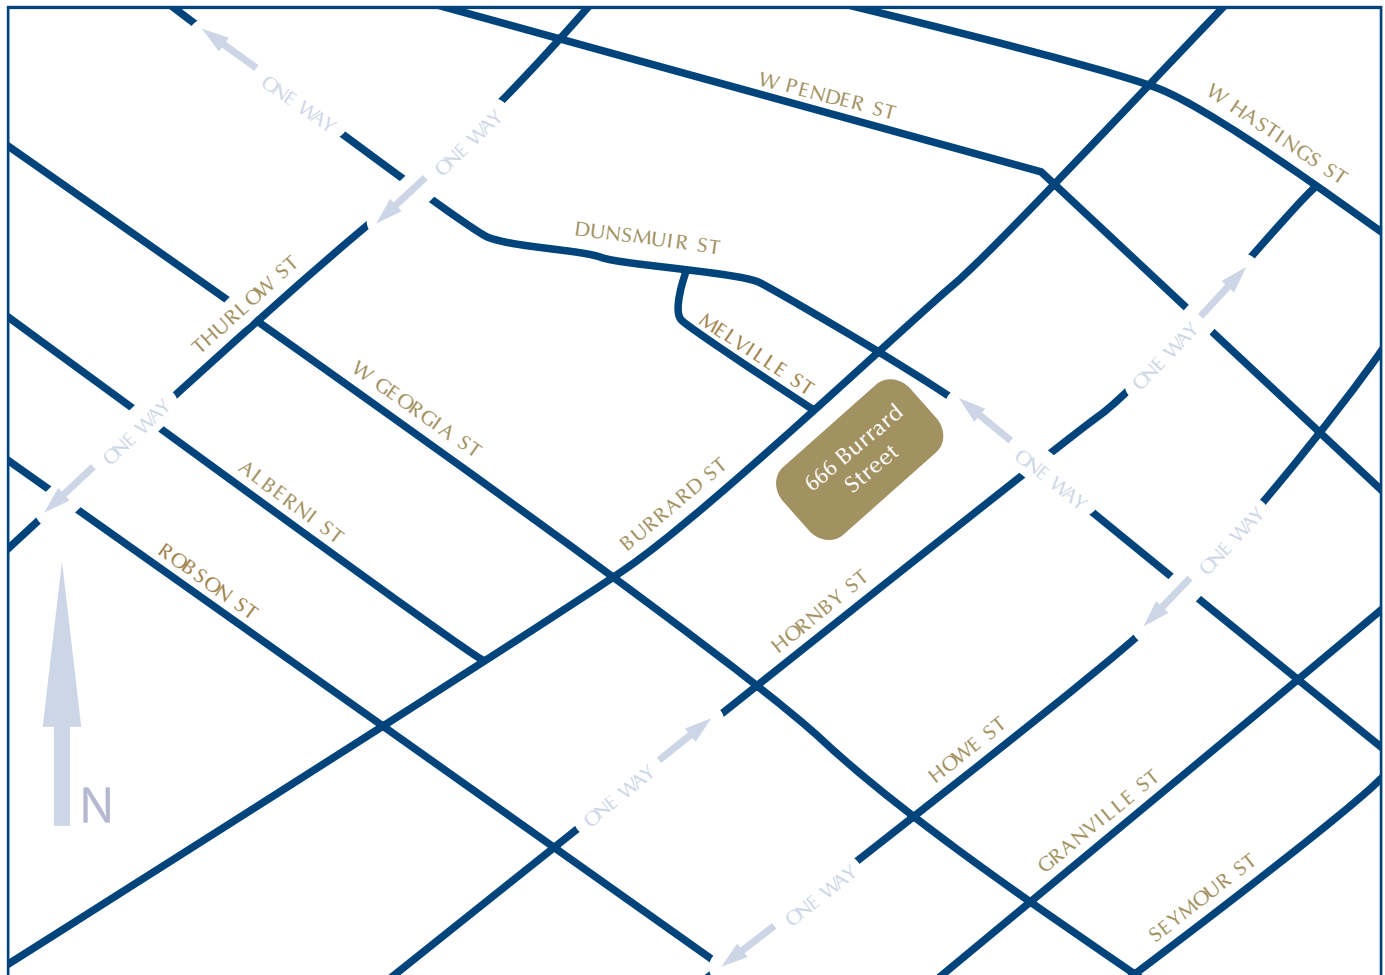 W PENDER ST
W HASTINGS ST
ONE WAY
ONE WAY
DUNSMUIR ST
THURLOW ST
MELVILLE ST
ONE WAY
W GEORGIA ST
666 Burrard
Street
ONE WAY
ALBERNI ST
BURRARD ST
ONE WAY
ONE WAY
ROBSON ST
HORNBY ST
N
ONE WAY
HOWE ST
GRANVILLE ST
ONE WAY
SEYMOUR ST